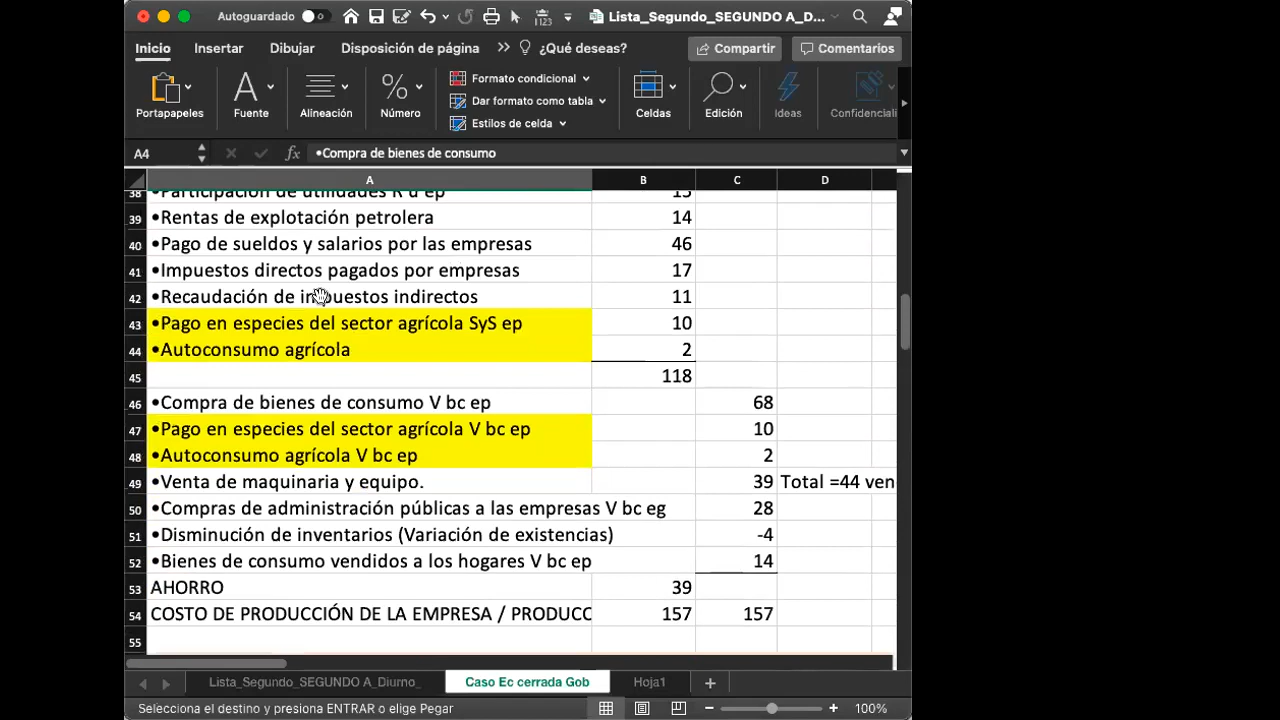 Autoguardado
Lista_Segundo_SEGUNDO A_D...
Inicio Insertar Dibujar Disposición de página >> ¿Qué deseas? Compartir Comentarios
Portapapeles Fuente Alineación Número
Formato condicional
Dar formato como tabla
Estilos de celda
Celdas Edición Ideas Confidenciali
A4 fx •Compra de bienes de consumo
A B C D
38 •Participación de utilidades R d ep 15
39 •Rentas de explotación petrolera 14
40 •Pago de sueldos y salarios por las empresas 46
41 •Impuestos directos pagados por empresas 17
42 •Recaudación de impuestos indirectos 11
43 •Pago en especies del sector agrícola SyS ep 10
44 •Autoconsumo agrícola 2
45 118
46 •Compra de bienes de consumo V bc ep 68
47 •Pago en especies del sector agrícola V bc ep 10
48 •Autoconsumo agrícola V bc ep 2
49 •Venta de maquinaria y equipo. 39 Total =44 ven
50 •Compras de administración públicas a las empresas V bc eg 28
51 •Disminución de inventarios (Variación de existencias) -4
52 •Bienes de consumo vendidos a los hogares V bc ep 14
53 AHORRO 39
54 COSTO DE PRODUCCIÓN DE LA EMPRESA / PRODUCC 157 157
55
Lista_Segundo_SEGUNDO A_Diurno_ Caso Ec cerrada Gob Hoja1 +
Selecciona el destino y presiona ENTRAR o elige Pegar 100%